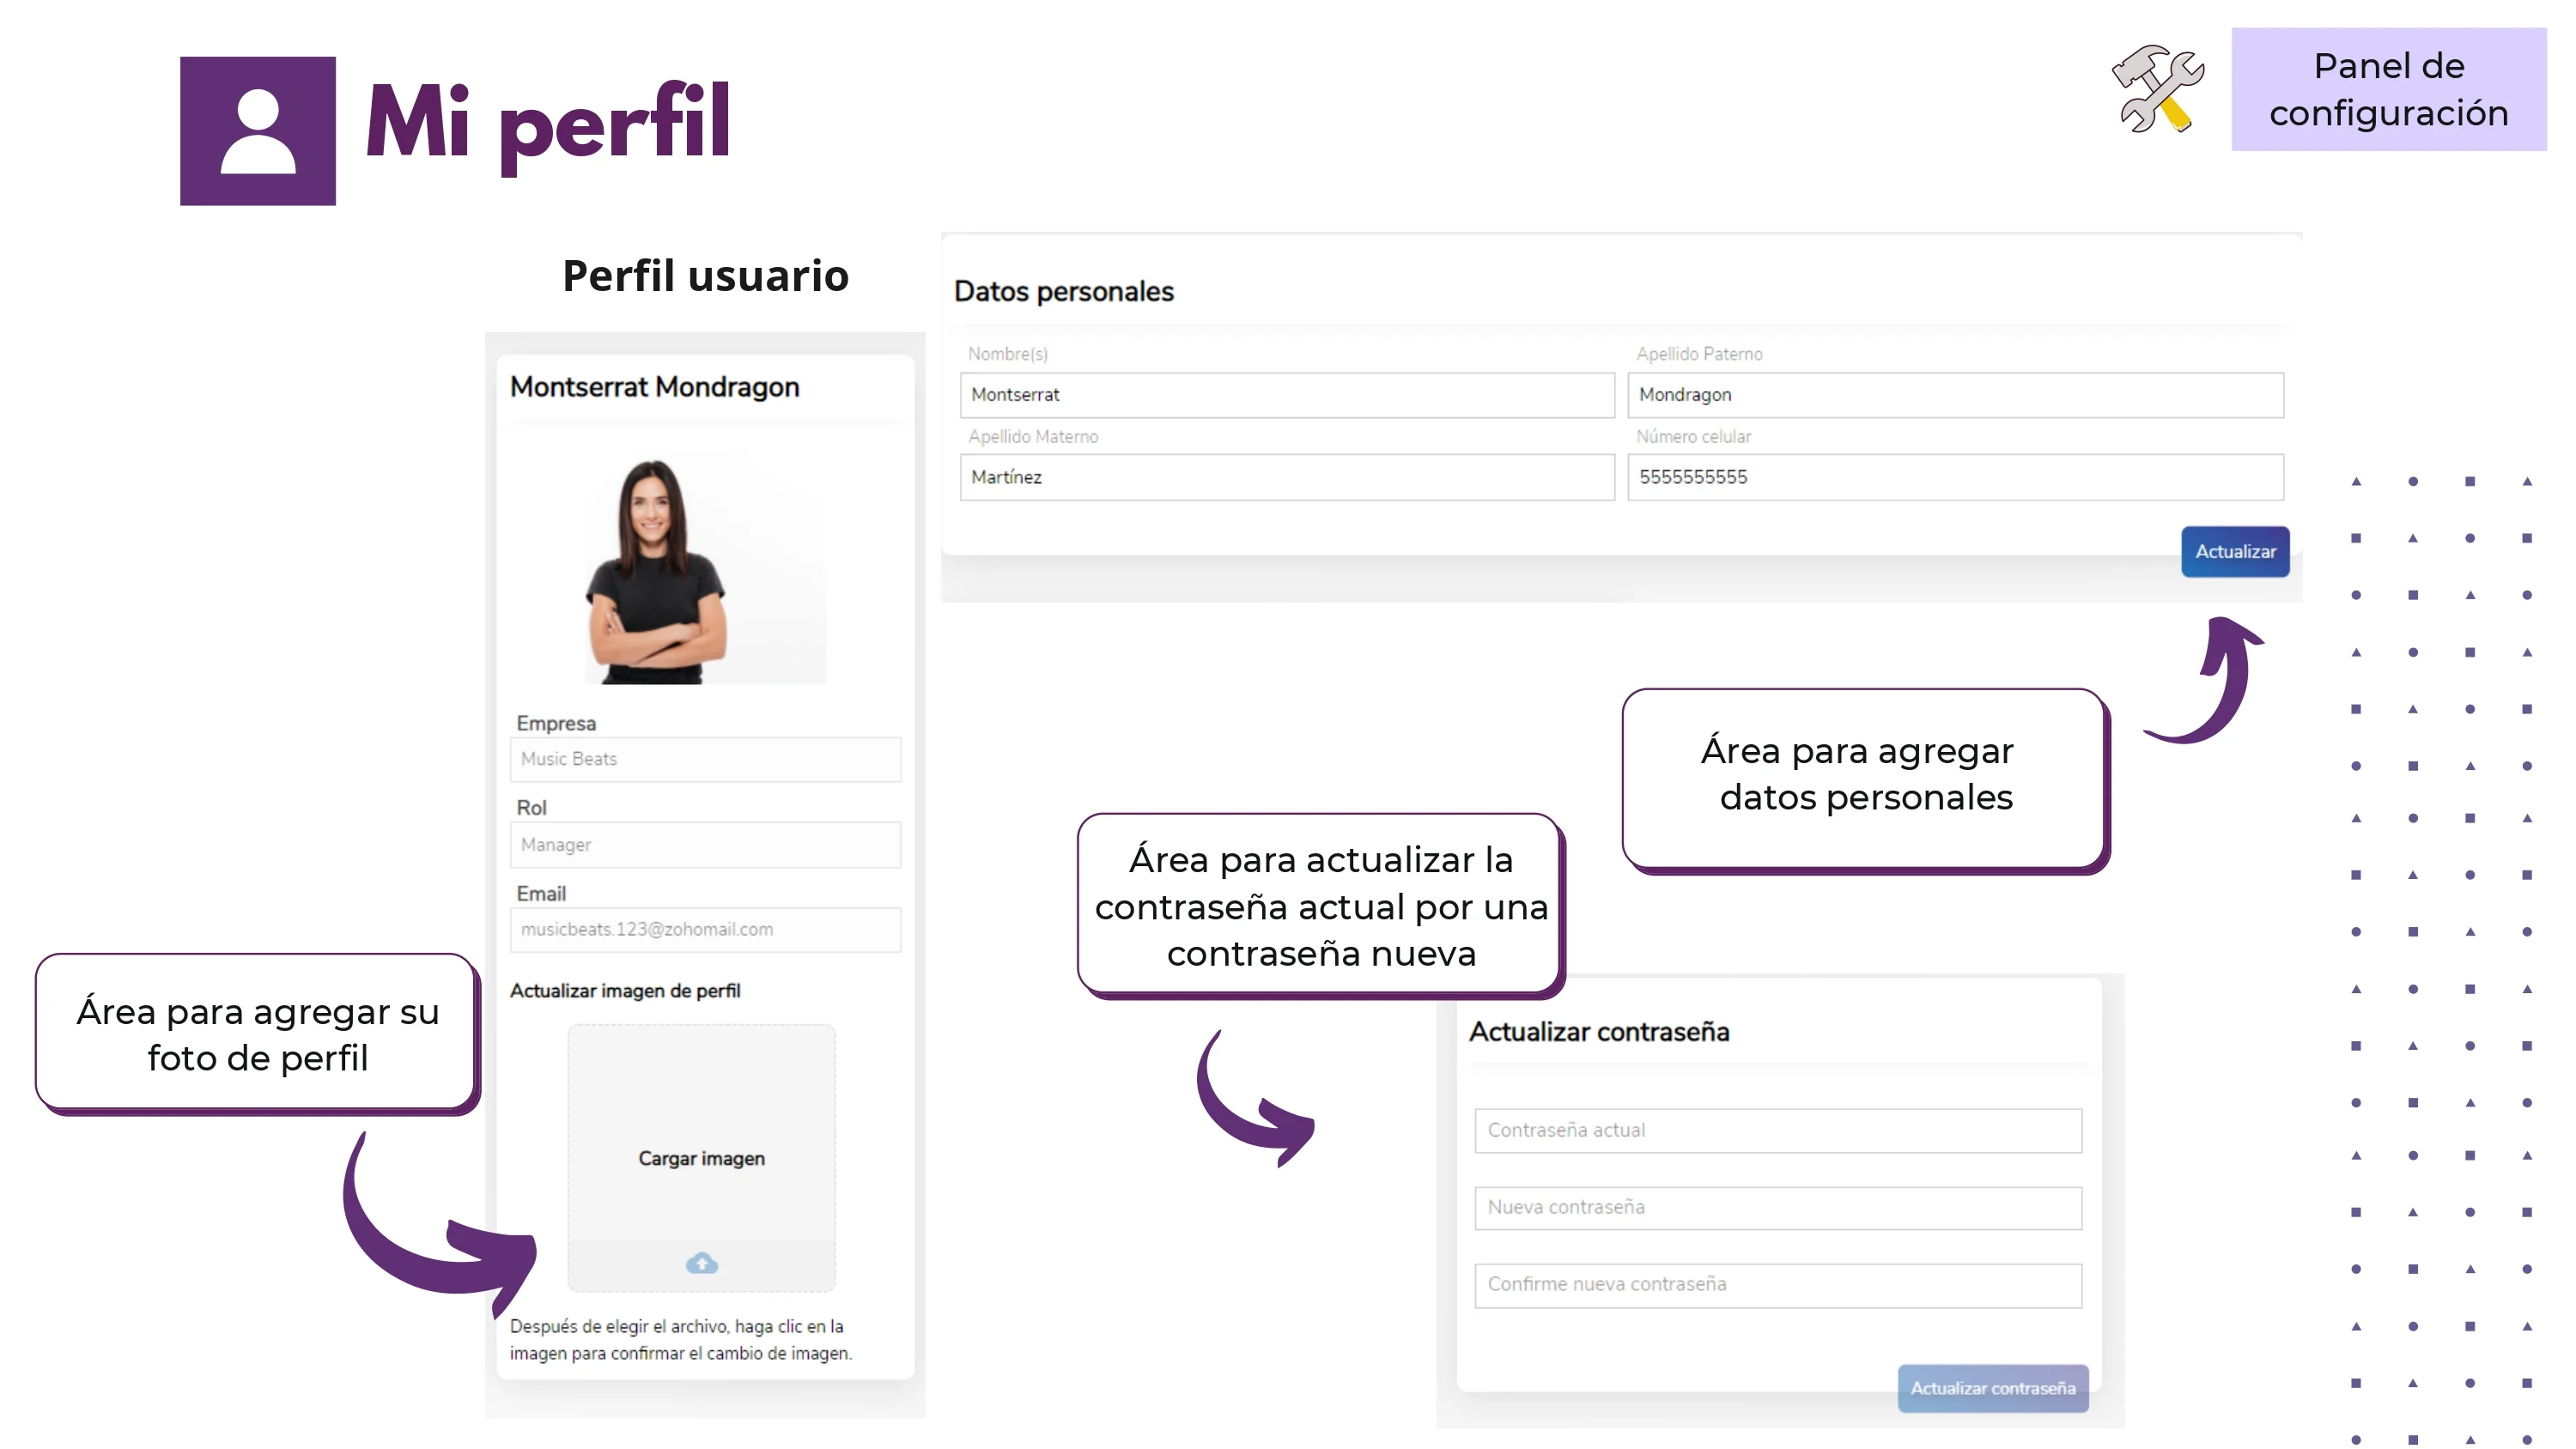 Mi perfil
Panel de
configuración
Perfil usuario
Montserrat Mondragon
Empresa
Music Beats
Rol
Manager
Email
musicbeats.123@zohomail.com
Actualizar imagen de perfil
Cargar imagen
Después de elegir el archivo, haga clic en la
imagen para confirmar el cambio de imagen.
Área para agregar su
foto de perfil
Datos personales
Nombre(s)
Montserrat
Apellido Paterno
Mondragon
Apellido Materno
Martínez
Número celular
5555555555
Actualizar
Área para agregar
datos personales
Área para actualizar la
contraseña actual por una
contraseña nueva
Actualizar contraseña
Contraseña actual
Nueva contraseña
Confirme nueva contraseña
Actualizar contraseña